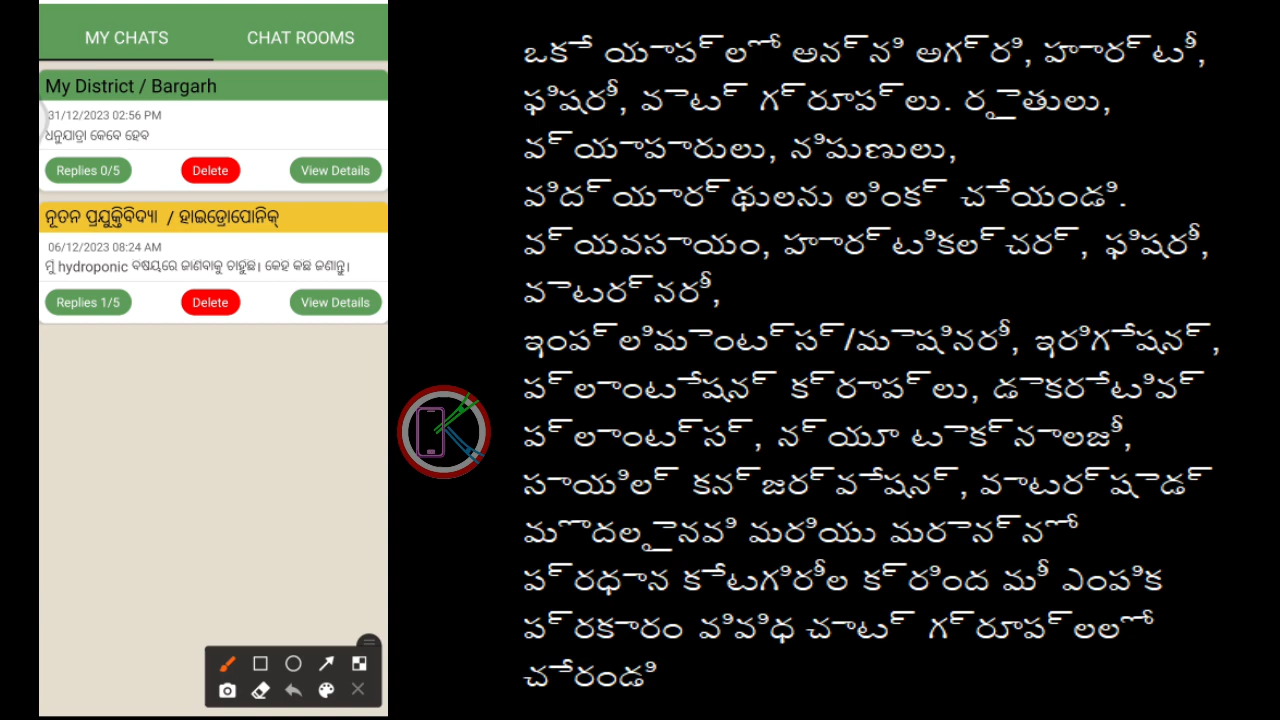 MY CHATS
CHAT ROOMS
My District / Bargarh
31/12/2023 02:56 PM
ଧନୁଯାତ୍ରା କେବେ ହେବ
Replies 0/5
Delete
View Details
ନୂତନ ପ୍ରଯୁକ୍ତିବିଦ୍ୟା / ହାଇଡ୍ରୋପୋନିକ୍
06/12/2023 08:24 AM
ମୁଁ hydroponic ବିଷୟରେ ଜାଣିବାକୁ ଚାହୁଁଛି। କେହି କିଛି ଜଣାନ୍ତୁ।
Replies 1/5
Delete
View Details
ఒకే యాప్‌లో అన్ని అగ్రి, హార్టీ,
ఫిషరీ, వెట్ గ్రూప్‌లు. రైతులు,
వ్యాపారులు, నిపుణులు,
విద్యార్థులను లింక్ చేయండి.
వ్యవసాయం, హార్టికల్చర్, ఫిషరీ,
వెటర్నరీ,
ఇంప్లిమెంట్స్/మెషినరీ, ఇరిగేషన్,
ప్లాంటేషన్ క్రాప్‌లు, డెకరేటివ్
ప్లాంట్స్, న్యూ టెక్నాలజీ,
సాయిల్ కన్జర్వేషన్, వాటర్‌షెడ్
మొదలైనవి మరియు మరెన్నో
ప్రధాన కేటగిరీల క్రింద మీ ఎంపిక
ప్రకారం వివిధ చాట్ గ్రూప్‌లలో
చేరండి